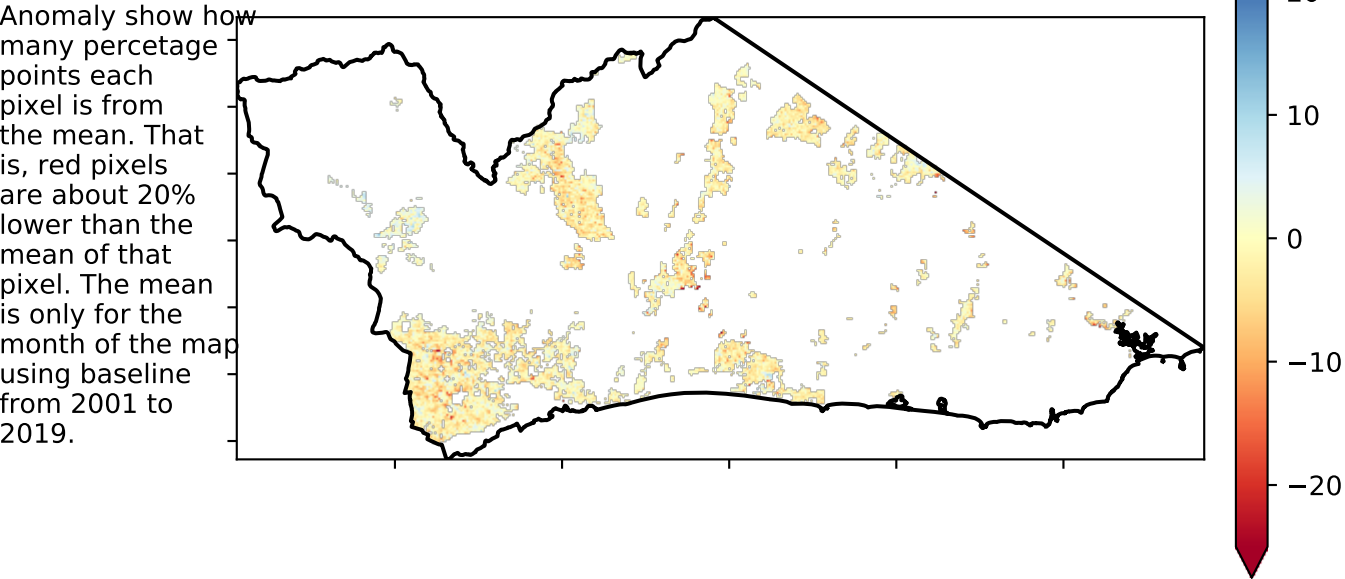 Anomaly show how
many percetage
points each
pixel is from
the mean. That
is, red pixels
are about 20%
lower than the
mean of that
pixel. The mean
is only for the
month of the map
using baseline
from 2001 to
2019.
10
0
−10
−20